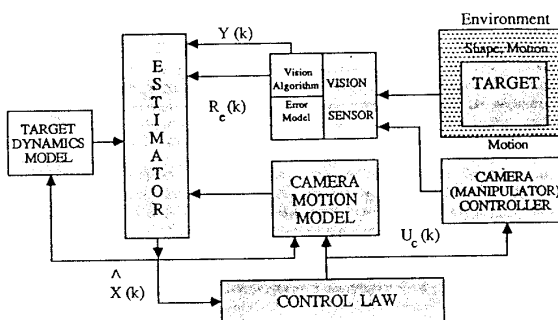 Environment
Shape, Motion
TARGET
Motion
Y (k)
R e (k)
Vision
Algorithm
Error
Model
VISION
SENSOR
ESTIMATOR
TARGET
DYNAMICS
MODEL
CAMERA
MOTION
MODEL
CAMERA
(MANIPULATOR)
CONTROLLER
U c (k)
^
X (k)
CONTROL LAW